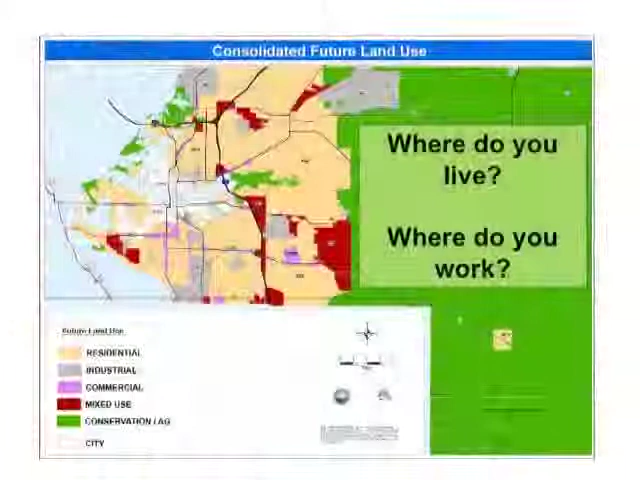 Consolidated Future Land Use
Where do you
live?
Where do you
work?
Future Land Use
RESIDENTIAL
INDUSTRIAL
COMMERCIAL
MIXED USE
CONSERVATION / AG
CITY